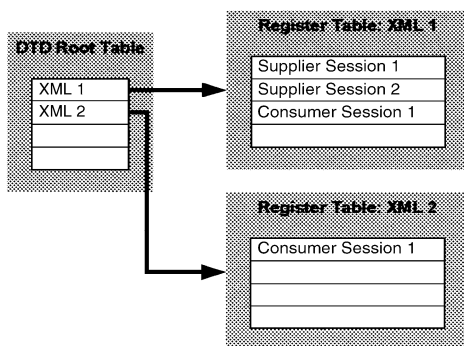 DTD Root Table
XML 1
XML 2
Register Table: XML 1
Supplier Session 1
Supplier Session 2
Consumer Session 1
Register Table: XML 2
Consumer Session 1